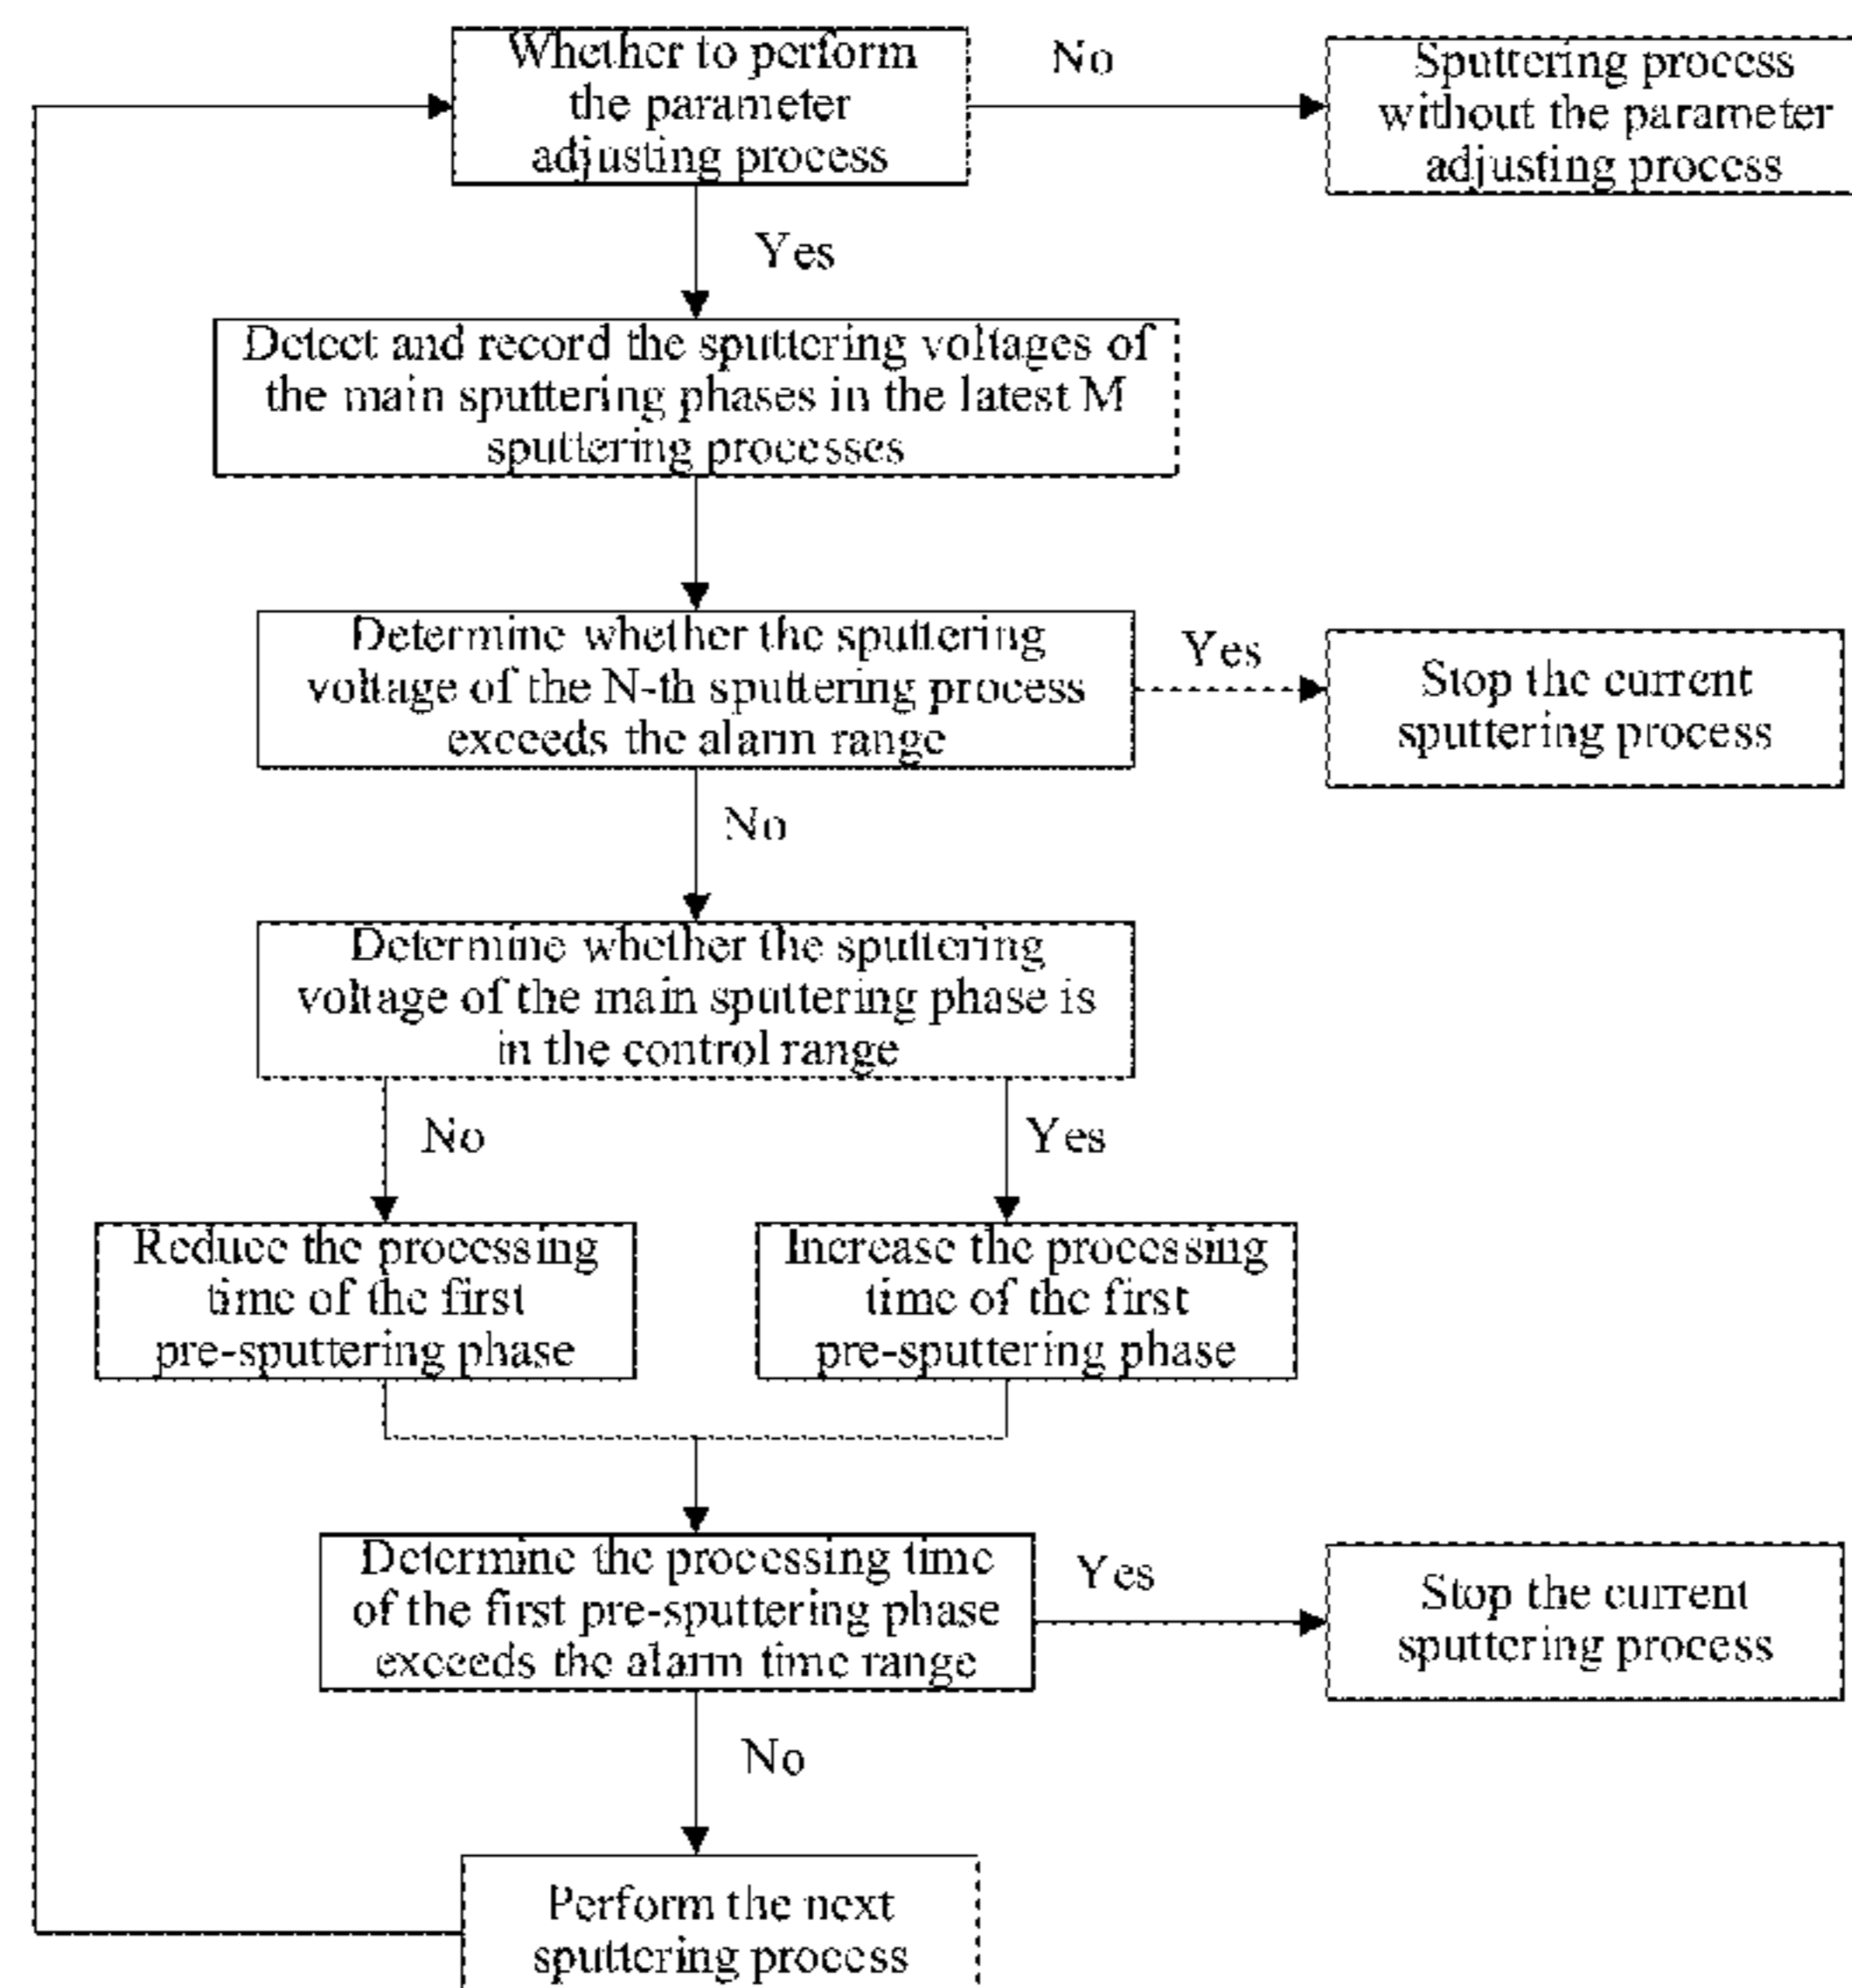 Whether to perform
the parameter
adjusting process
No
Sputtering process
without the parameter
adjusting process
Yes
Detect and record the sputtering voltages of
the main sputtering phases in the latest M
sputtering processes
Determine whether the sputtering
voltage of the N-th sputtering process
exceeds the alarm range
Yes
Stop the current
sputtering process
No
Determine whether the sputtering
voltage of the main sputtering phase is
in the control range
No
Yes
Reduce the processing
time of the first
pre-sputtering phase
Increase the processing
time of the first
pre-sputtering phase
Determine the processing time
of the first pre-sputtering phase
exceeds the alarm time range
Yes
Stop the current
sputtering process
No
Perform the next
sputtering process